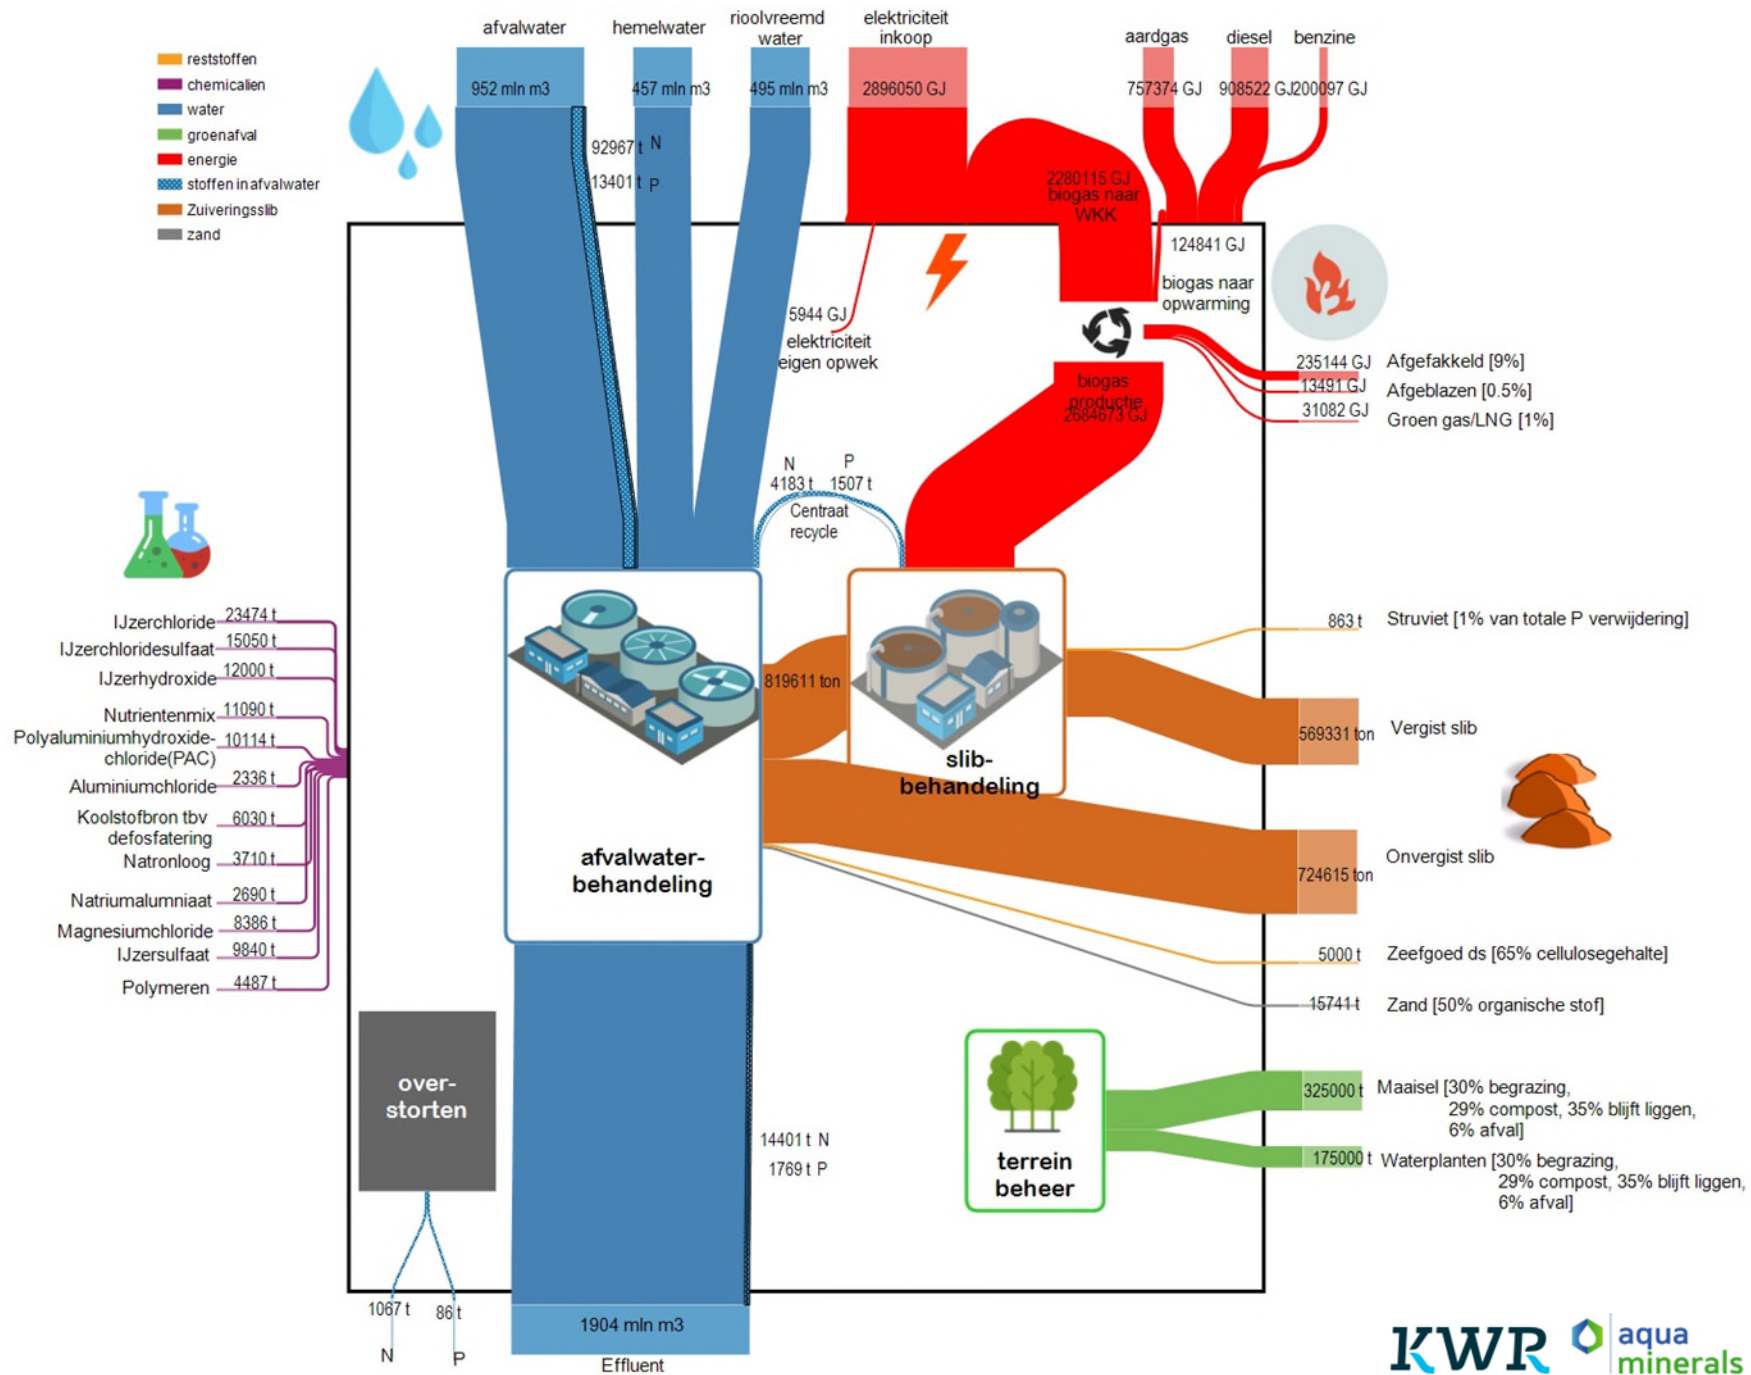 afvalwater
hemelwater
rioolvreemd
water
elektriciteit
inkoop
aardgas
diesel
benzine
reststoffen
chemicalien
water
groenafval
energie
stoffen in afvalwater
Zuiveringsslib
zand
952 mln m3
457 mln m3
495 mln m3
2896050 GJ
757374 GJ
908522 GJ
200097 GJ
92967 t N
13401 t P
2280115 GJ
biogas naar
WKK
124841 GJ
biogas naar
opwarming
5944 GJ
elektriciteit
eigen opwek
235144 GJ Afgefakkeld [9%]
13491 GJ Afgeblazen [0.5%]
31082 GJ Groen gas/LNG [1%]
biogas
productie
2684673 GJ
N P
4183 t 1507 t
Centraat
recycle
IJzerchloride 23474 t
IJzerchloridesulfaat 15050 t
IJzerhydroxide 12000 t
Nutrientenmix 11090 t
Polyaluminiumhydroxide-
chloride(PAC) 10114 t
Aluminiumchloride 2336 t
Koolstofbron tbv
defosfatering 6030 t
Natronloog 3710 t
Natriumalumniaat 2690 t
Magnesiumchloride 8386 t
IJzersulfaat 9840 t
Polymeren 4487 t
819611 ton
slib-
behandeling
afvalwater-
behandeling
863 t Struviet [1% van totale P verwijdering]
569331 ton Vergist slib
724615 ton Onvergist slib
5000 t Zeefgoed ds [65% cellulosegehalte]
15741 t Zand [50% organische stof]
over-
storten
1067 t 86 t
N P
14401 t N
1769 t P
terrein
beheer
325000 t Maaisel [30% begrazing,
29% compost, 35% blijft liggen,
6% afval]
175000 t Waterplanten [30% begrazing,
29% compost, 35% blijft liggen,
6% afval]
1904 mln m3
Effluent
KWR
aqua
minerals